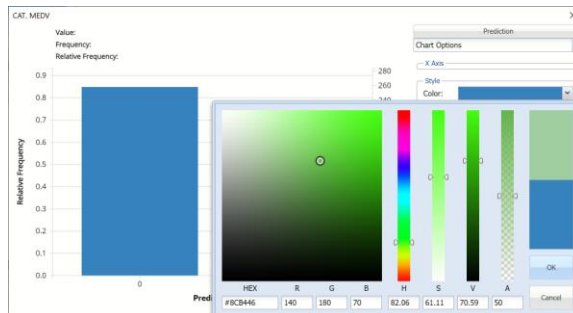 CAT. MEDV
X
Value:
Frequency:
Relative Frequency:
Prediction
Chart Options
X Axis
Style
Color:
0.9
0.8
0.7
0.6
0.5
0.4
0.3
0.2
0.1
0.0
Relative Frequency
280
260
240
0
Predi
HEX R G B H S V A
#8CB446 140 180 70 82.06 61.11 70.59 50
OK
Cancel